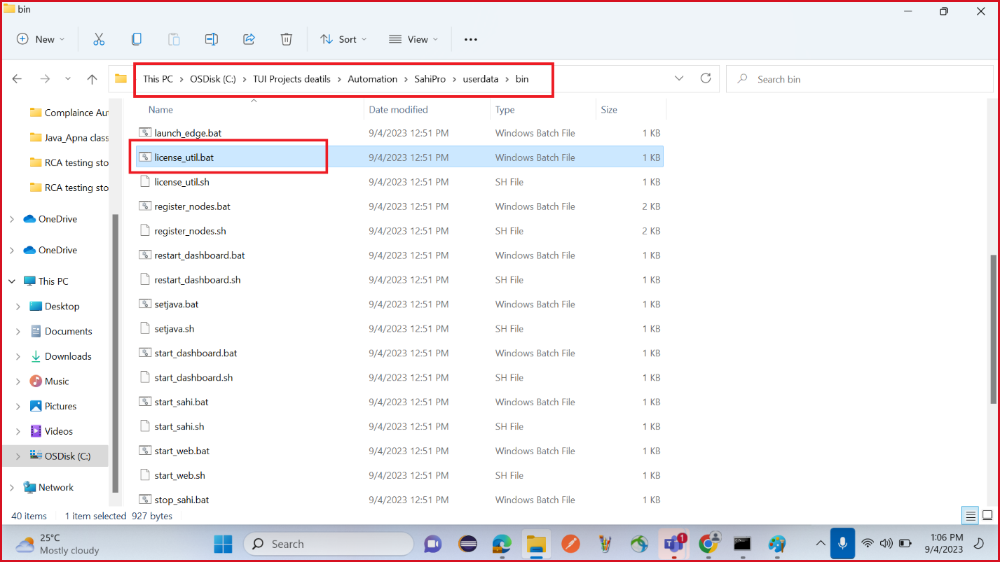 bin
New
Sort
View
This PC > OSDisk (C:) > TUI Projects deatils > Automation > SahiPro > userdata > bin
Search bin
Name Date modified Type Size
Complaince Au
Java_Apna class
RCA testing sto
RCA testing sto
OneDrive
OneDrive
This PC
Desktop
Documents
Downloads
Music
Pictures
Videos
OSDisk (C:)
Network
launch_edge.bat 9/4/2023 12:51 PM Windows Batch File 1 KB
license_util.bat 9/4/2023 12:51 PM Windows Batch File 1 KB
license_util.sh 9/4/2023 12:51 PM SH File 1 KB
register_nodes.bat 9/4/2023 12:51 PM Windows Batch File 2 KB
register_nodes.sh 9/4/2023 12:51 PM SH File 2 KB
restart_dashboard.bat 9/4/2023 12:51 PM Windows Batch File 1 KB
restart_dashboard.sh 9/4/2023 12:51 PM SH File 1 KB
setjava.bat 9/4/2023 12:51 PM Windows Batch File 1 KB
setjava.sh 9/4/2023 12:51 PM SH File 1 KB
start_dashboard.bat 9/4/2023 12:51 PM Windows Batch File 1 KB
start_dashboard.sh 9/4/2023 12:51 PM SH File 1 KB
start_sahi.bat 9/4/2023 12:51 PM Windows Batch File 1 KB
start_sahi.sh 9/4/2023 12:51 PM SH File 1 KB
start_web.bat 9/4/2023 12:51 PM Windows Batch File 1 KB
start_web.sh 9/4/2023 12:51 PM SH File 1 KB
stop_sahi.bat 9/4/2023 12:51 PM Windows Batch File 1 KB
40 items 1 item selected 927 bytes
25°C
Mostly cloudy
Search
1
1:06 PM
9/4/2023